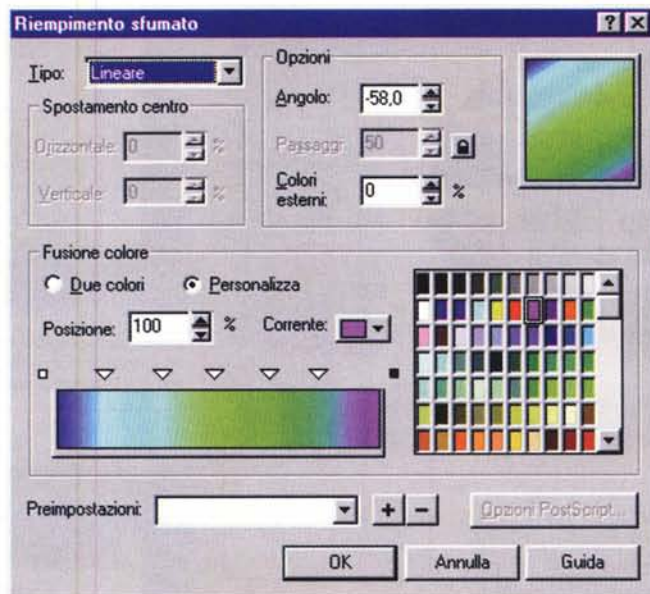 Riempimento sfumato
Tipo: Lineare
Spostamento centro
Orizzontale: 0 %
Verticale: 0 %
Opzioni
Angolo: -58,0
Passaggi: 50
Colori esterni: 0 %
Fusione colore
Due colori Personalizza
Posizione: 100 % Corrente:
Preimpostazioni: + −
Opzioni PostScript...
OK Annulla Guida